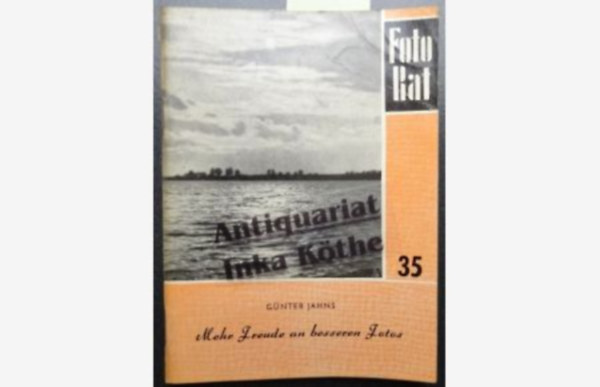 Foto
Rat
Antiquariat
Inka Köthe
35
GÜNTER JAHNS
Mehr Freude an besseren Fotos